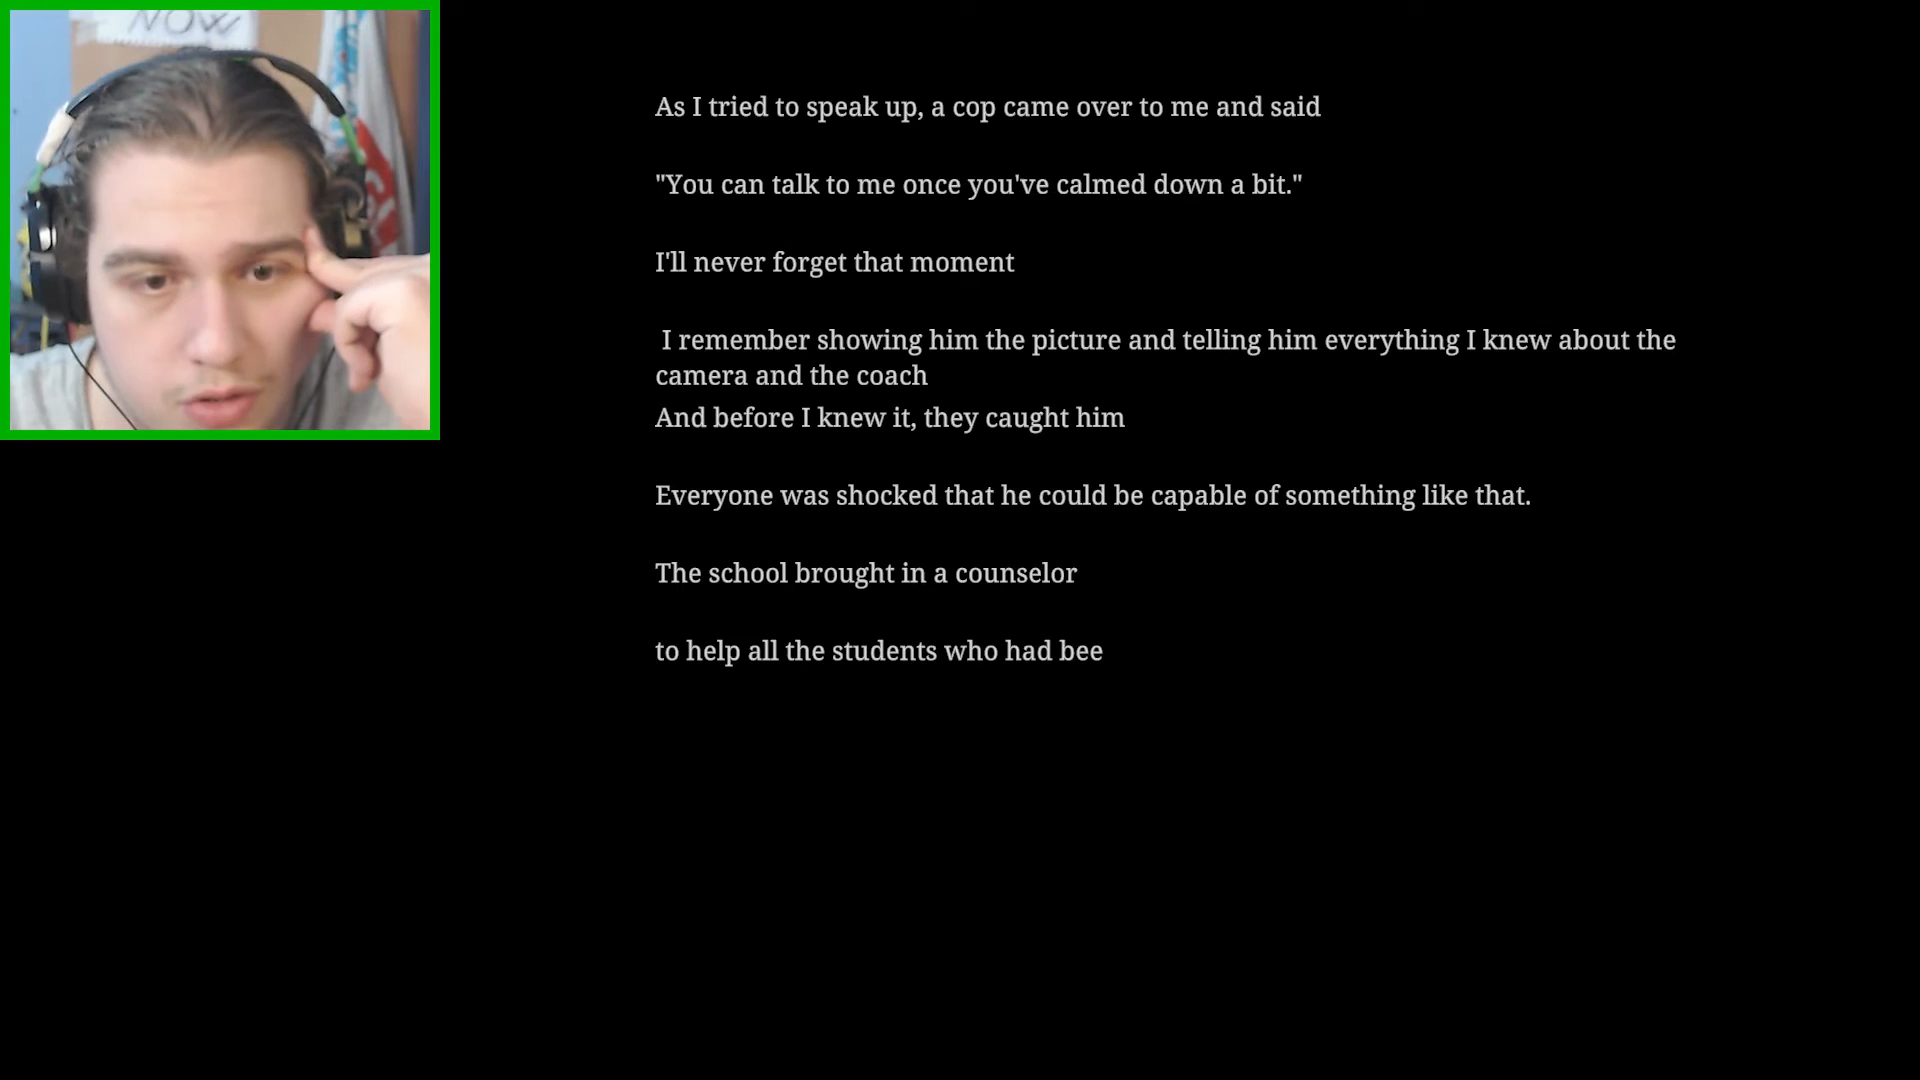 NOW
As I tried to speak up, a cop came over to me and said
"You can talk to me once you've calmed down a bit."
I'll never forget that moment
I remember showing him the picture and telling him everything I knew about the
camera and the coach
And before I knew it, they caught him
Everyone was shocked that he could be capable of something like that.
The school brought in a counselor
to help all the students who had bee